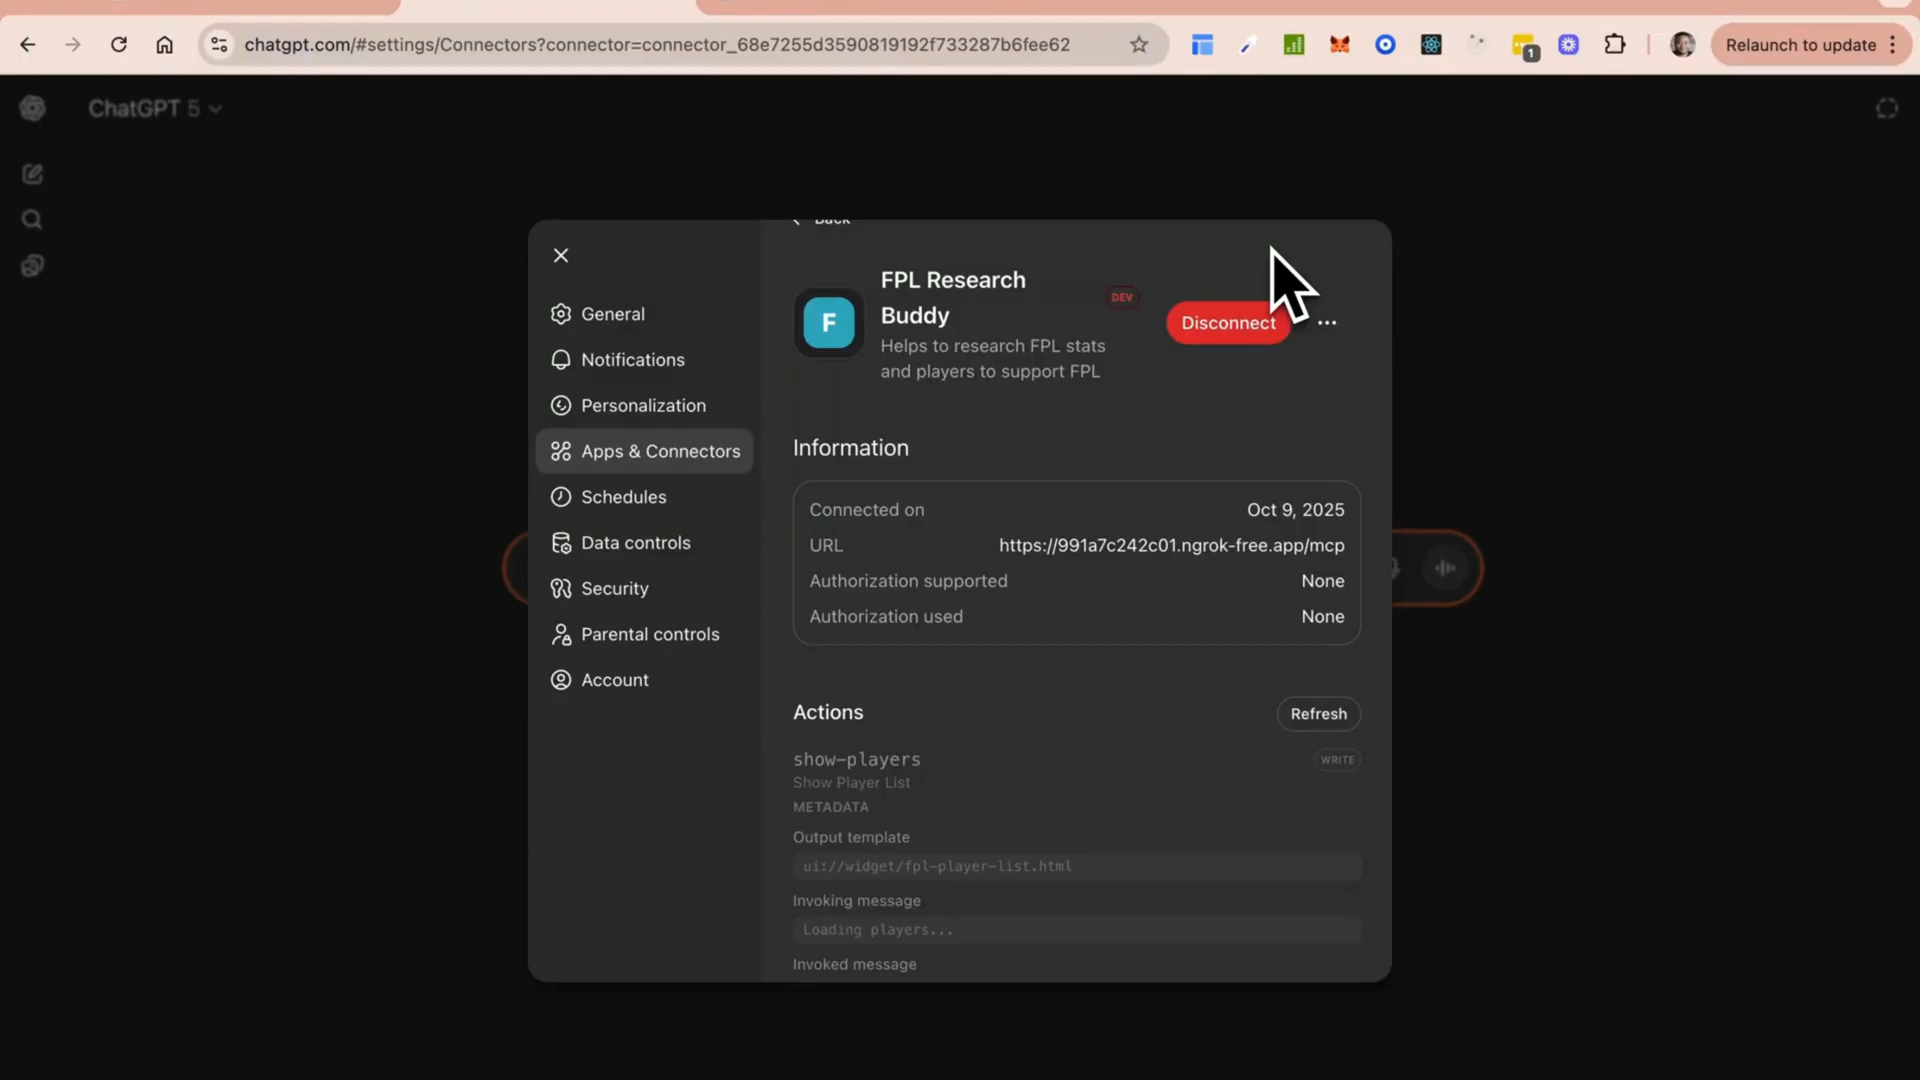 chatgpt.com/#settings/Connectors?connector=connector_68e7255d3590819192f733287b6fee62
1
Relaunch to update
ChatGPT 5
Back
General
Notifications
Personalization
Apps & Connectors
Schedules
Data controls
Security
Parental controls
Account
F
FPL Research
Buddy
DEV
Disconnect
Helps to research FPL stats
and players to support FPL
Information
Connected on Oct 9, 2025
URL https://991a7c242c01.ngrok-free.app/mcp
Authorization supported None
Authorization used None
Actions
Refresh
show-players
WRITE
Show Player List
METADATA
Output template
ui://widget/fpl-player-list.html
Invoking message
Loading players...
Invoked message